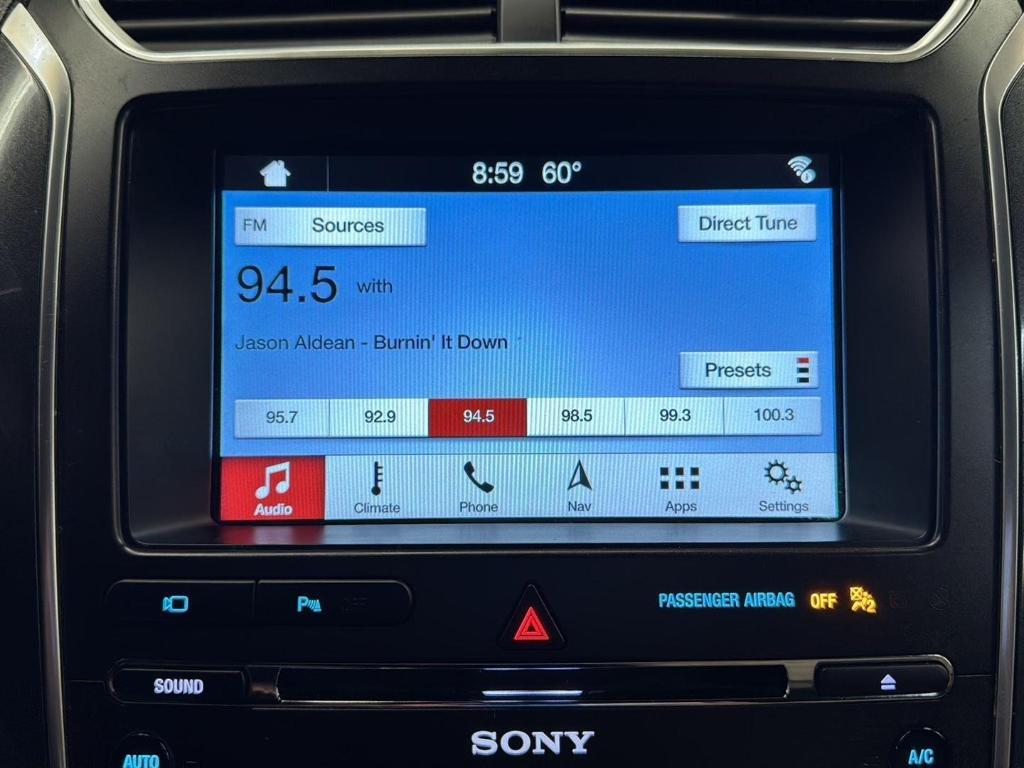 8:59 60°
FM Sources Direct Tune
94.5 with
Jason Aldean - Burnin' It Down
Presets
95.7 92.9 94.5 98.5 99.3 100.3
Audio Climate Phone Nav Apps Settings
P PASSENGER AIRBAG OFF 2
SOUND
SONY
AUTO A/C